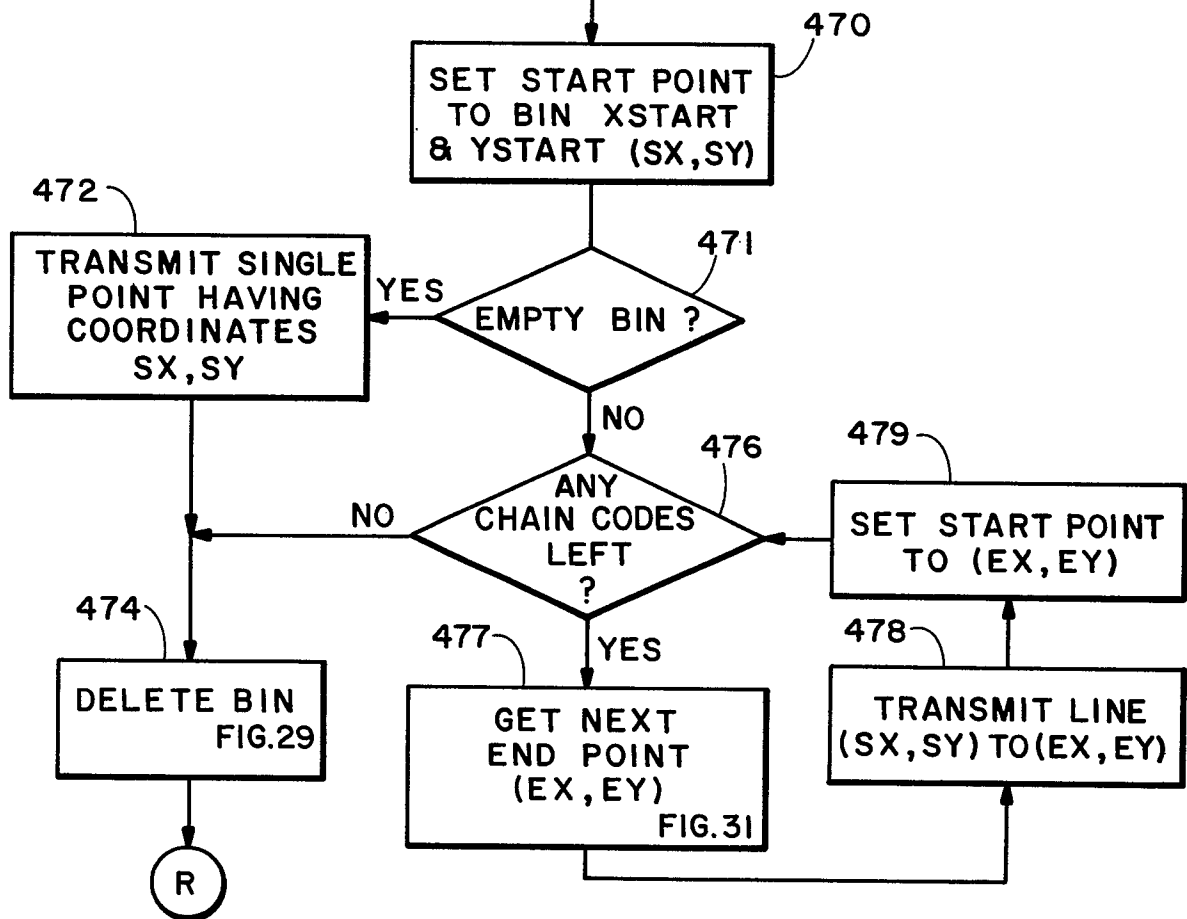 470
SET START POINT
TO BIN XSTART
& YSTART (SX,SY)
472
TRANSMIT SINGLE
POINT HAVING
COORDINATES
SX,SY
YES
471
EMPTY BIN ?
NO
476
ANY
CHAIN CODES
LEFT
?
NO
479
SET START POINT
TO (EX,EY)
474
DELETE BIN
FIG.29
477
YES
GET NEXT
END POINT
(EX,EY)
FIG.31
478
TRANSMIT LINE
(SX,SY) TO (EX,EY)
R